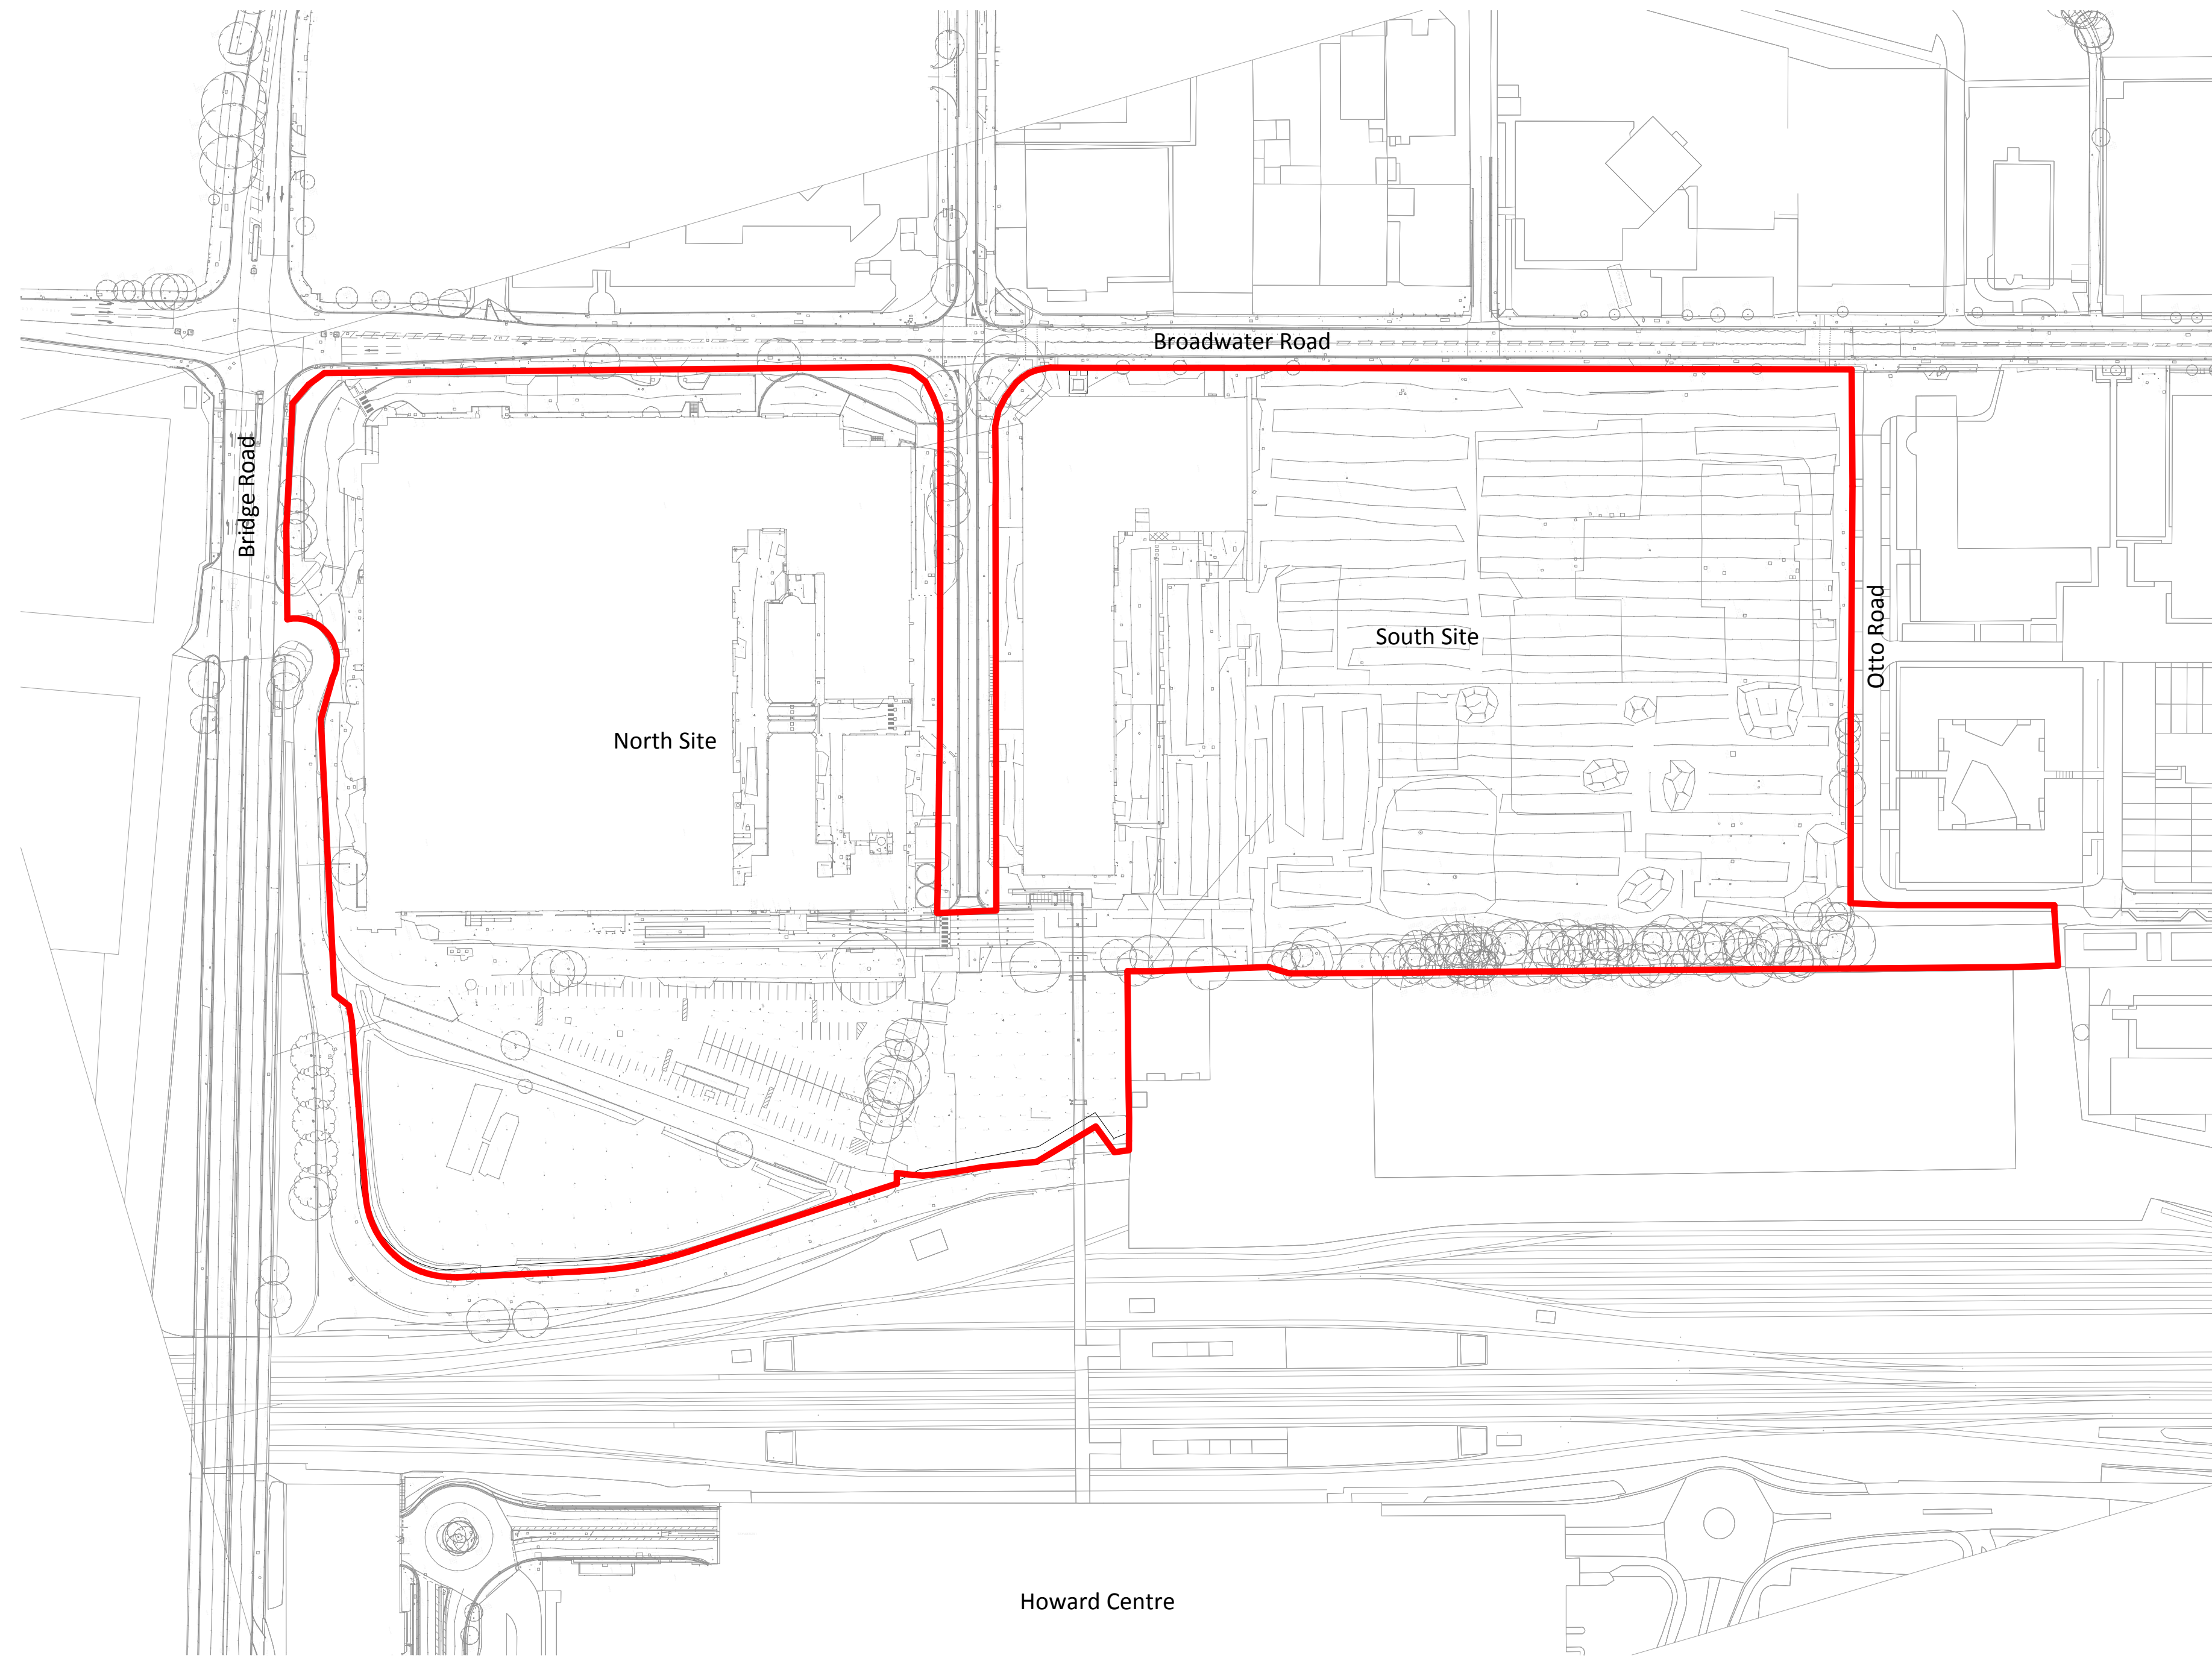 Broadwater Road
Bridge Road
South Site
Otto Road
North Site
Howard Centre